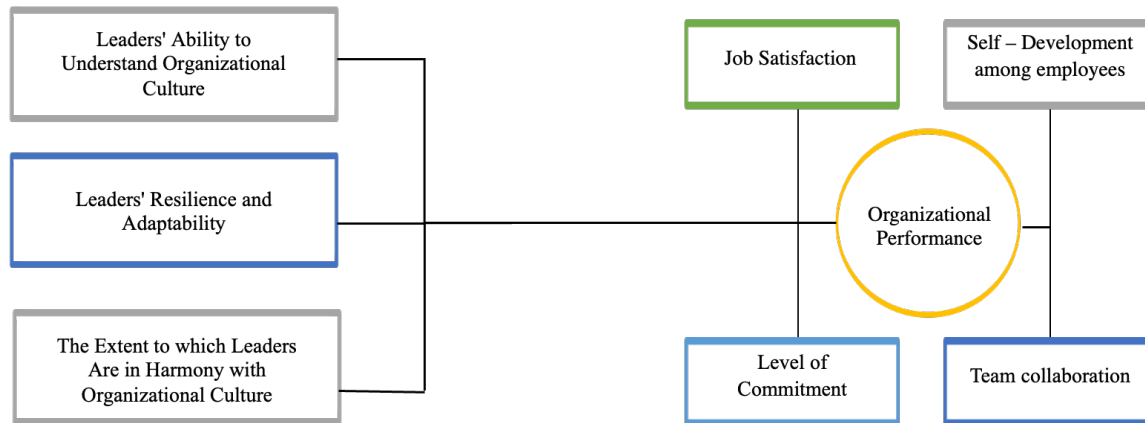 Leaders' Ability to
Understand Organizational
Culture
Leaders' Resilience and
Adaptability
The Extent to which Leaders
Are in Harmony with
Organizational Culture
Job Satisfaction
Self – Development
among employees
Organizational
Performance
Level of
Commitment
Team collaboration